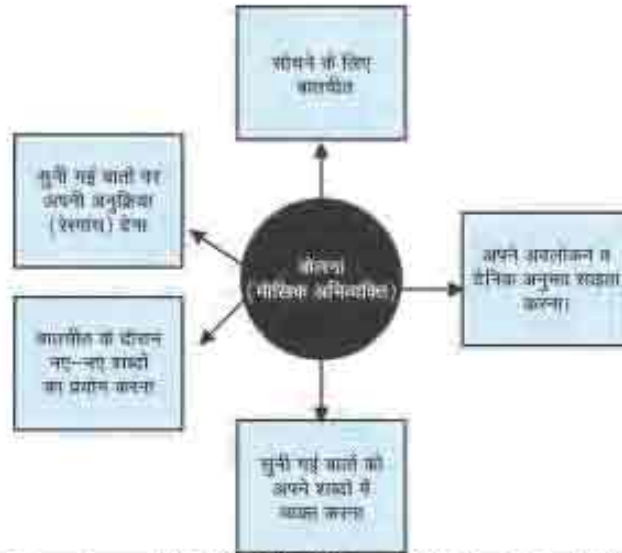 सोचने के लिए
बातचीत
सुनी गई बातों पर
अपनी अनुक्रिया
(रेस्पांस) देना
बोलना
(मौखिक अभिव्यक्ति)
अपने अवलोकन व
दैनिक अनुभव साझा
करना।
बातचीत के दौरान
नए-नए शब्दों
का प्रयोग करना
सुनी गई बातों को
अपने शब्दों में
व्यक्त करना